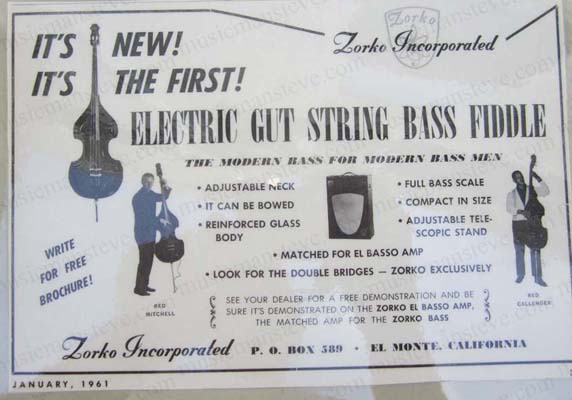 Zorko
IT'S NEW!
Zorko Incorporated
IT'S THE FIRST!
ELECTRIC GUT STRING BASS FIDDLE
THE MODERN BASS FOR MODERN BASS MEN
• ADJUSTABLE NECK
• IT CAN BE BOWED
• REINFORCED GLASS
BODY
• FULL BASS SCALE
• COMPACT IN SIZE
• ADJUSTABLE TELE-
SCOPIC STAND
• MATCHED FOR EL BASSO AMP
• LOOK FOR THE DOUBLE BRIDGES — ZORKO EXCLUSIVELY
WRITE
FOR FREE
BROCHURE!
RED
MITCHELL
RED
CALLENDER
SEE YOUR DEALER FOR A FREE DEMONSTRATION AND BE
SURE IT'S DEMONSTRATED ON THE ZORKO EL BASSO AMP,
THE MATCHED AMP FOR THE ZORKO BASS
Zorko Incorporated P. O. BOX 589 • EL MONTE, CALIFORNIA
JANUARY, 1961
musicmansteve.com